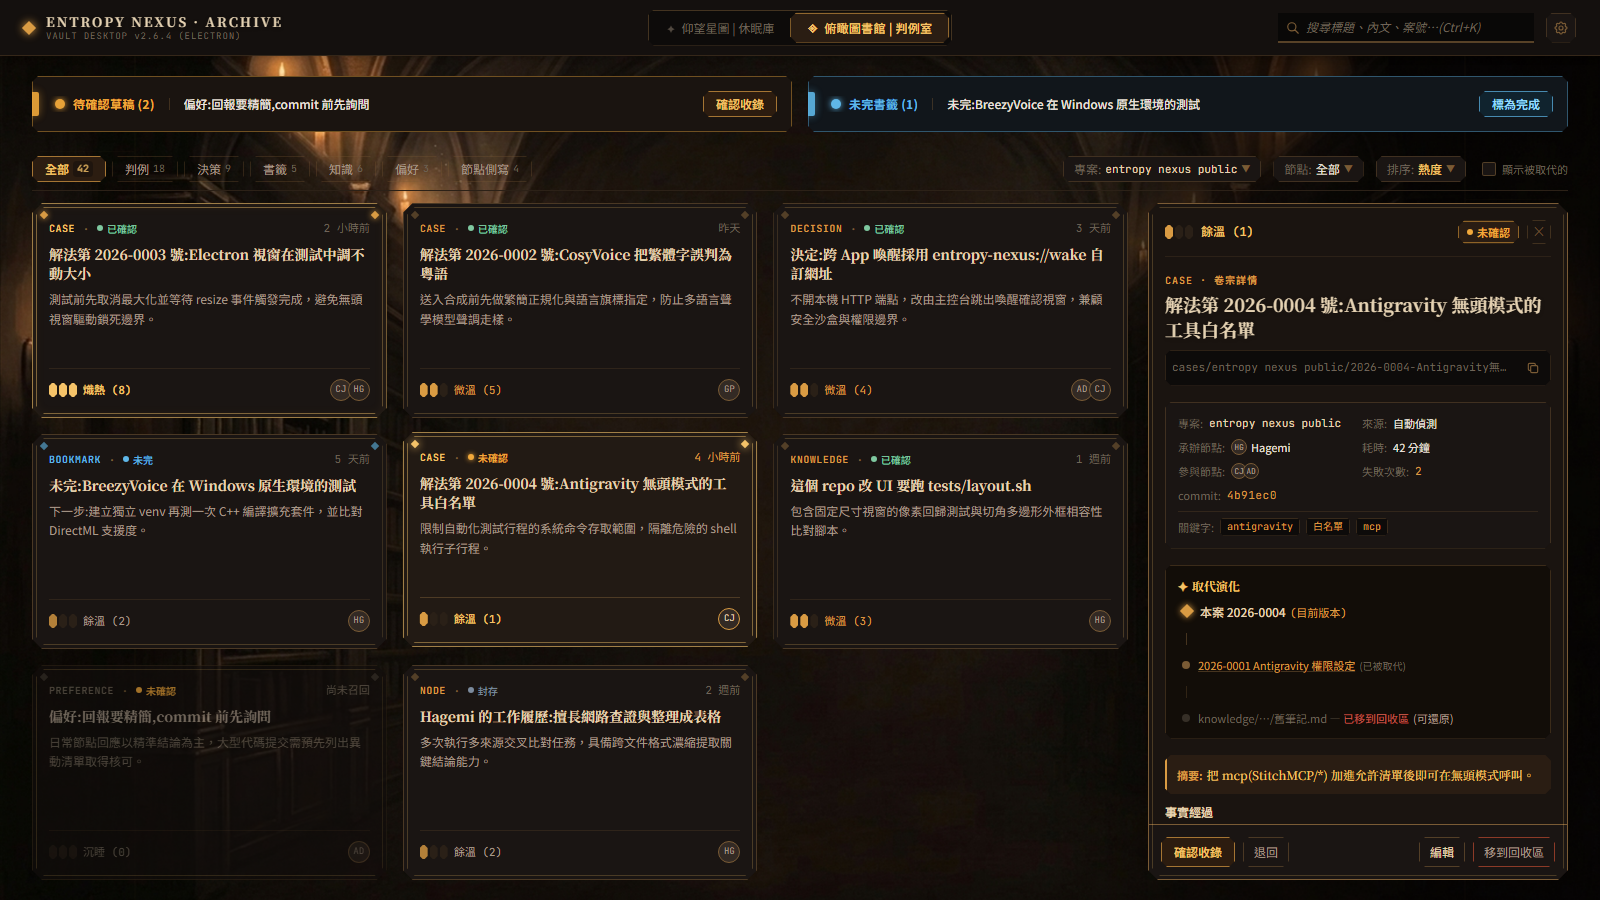 ENTROPY NEXUS · ARCHIVE
VAULT DESKTOP v2.6.4 (ELECTRON)
仰望星圖 | 休眠庫
俯瞰圖書館 | 判例室
搜尋標題、內文、案號…(Ctrl+K)
待確認草稿 (2)
偏好:回報要精簡,commit 前先詢問
確認收錄
未完書籤 (1)
未完:BreezyVoice 在 Windows 原生環境的測試
標為完成
全部 42
判例 18
決策 9
書籤 5
知識 6
偏好 3
節點側寫 4
專案: entropy nexus public ▼
節點: 全部 ▼
排序: 熱度 ▼
顯示被取代的
CASE · 已確認
2 小時前
解法第 2026-0003 號:Electron 視窗在測試中調不
動大小
測試前先取消最大化並等待 resize 事件觸發完成，避免無頭
視窗驅動鎖死邊界。
熾熱 (8)
CJ HG
CASE · 已確認
昨天
解法第 2026-0002 號:CosyVoice 把繁體字誤判為
粵語
送入合成前先做繁簡正規化與語言旗標指定，防止多語言聲
學模型聲調走樣。
微溫 (5)
GP
DECISION · 已確認
3 天前
決定:跨 App 喚醒採用 entropy-nexus://wake 自
訂網址
不開本機 HTTP 端點，改由主控台跳出喚醒確認視窗，兼顧
安全沙盒與權限邊界。
微溫 (4)
AD CJ
BOOKMARK · 未完
5 天前
未完:BreezyVoice 在 Windows 原生環境的測試
下一步:建立獨立 venv 再測一次 C++ 編譯擴充套件，並比對
DirectML 支援度。
餘溫 (2)
HG
CASE · 未確認
4 小時前
解法第 2026-0004 號:Antigravity 無頭模式的工
具白名單
限制自動化測試行程的系統命令存取範圍，隔離危險的 shell
執行子行程。
餘溫 (1)
CJ
KNOWLEDGE · 已確認
1 週前
這個 repo 改 UI 要跑 tests/layout.sh
包含固定尺寸視窗的像素回歸測試與切角多邊形外框相容性
比對腳本。
微溫 (3)
HG
PREFERENCE · 未確認
尚未召回
偏好:回報要精簡,commit 前先詢問
日常節點回應以精準結論為主，大型代碼提交需預先列出異
動清單取得核可。
沉睡 (0)
AD
NODE · 封存
2 週前
Hagemi 的工作履歷:擅長網路查證與整理成表格
多次執行多來源交叉比對任務，具備跨文件格式濃縮提取關
鍵結論能力。
餘溫 (2)
HG
餘溫 (1)
未確認
CASE · 卷宗詳情
解法第 2026-0004 號:Antigravity 無頭模式的
工具白名單
cases/entropy nexus public/2026-0004-Antigravity無…
專案: entropy nexus public
來源: 自動偵測
承辦節點: HG Hagemi
耗時: 42 分鐘
參與節點: CJ AD
失敗次數: 2
commit: 4b91ec0
關鍵字: antigravity 白名單 mcp
取代演化
本案 2026-0004 (目前版本)
2026-0001 Antigravity 權限設定 (已被取代)
knowledge/…/舊筆記.md — 已移到回收區 (可還原)
摘要: 把 mcp(StitchMCP/*) 加進允許清單後即可在無頭模式呼叫。
事實經過
確認收錄
退回
編輯
移到回收區